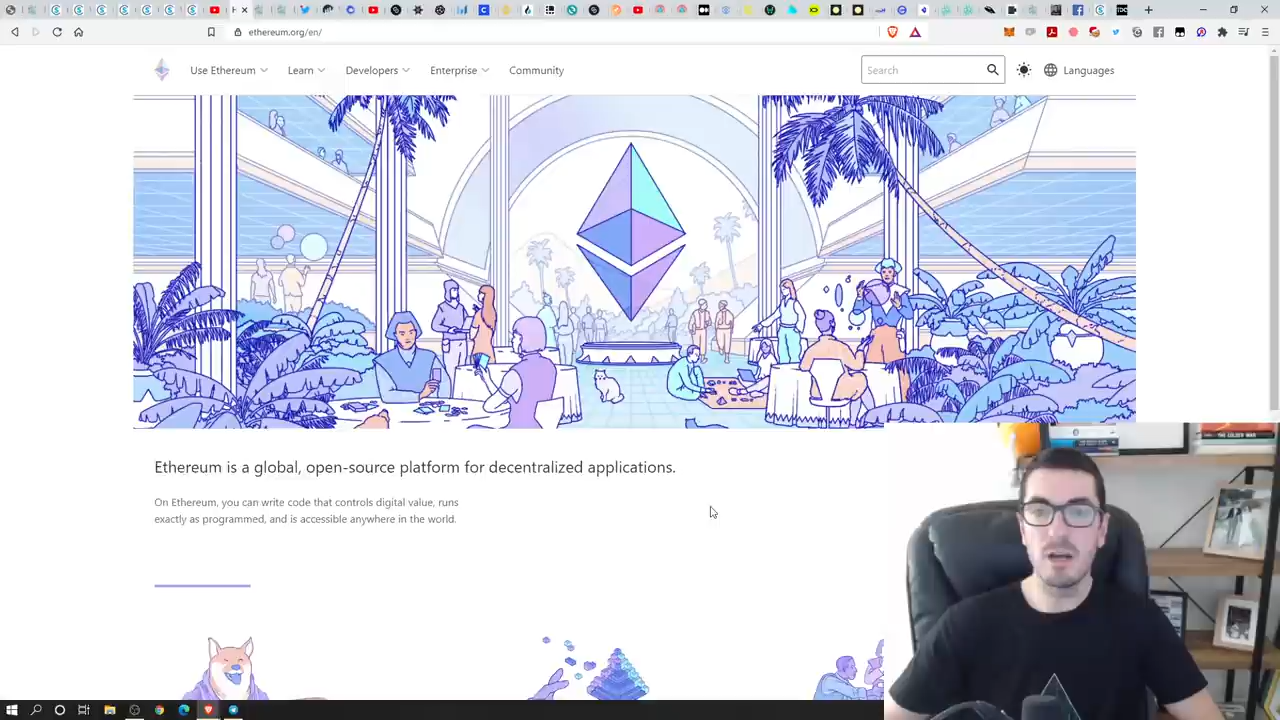 ethereum.org/en/
Use Ethereum
Learn
Developers
Enterprise
Community
Search
Languages
Ethereum is a global, open-source platform for decentralized applications.
On Ethereum, you can write code that controls digital value, runs
exactly as programmed, and is accessible anywhere in the world.